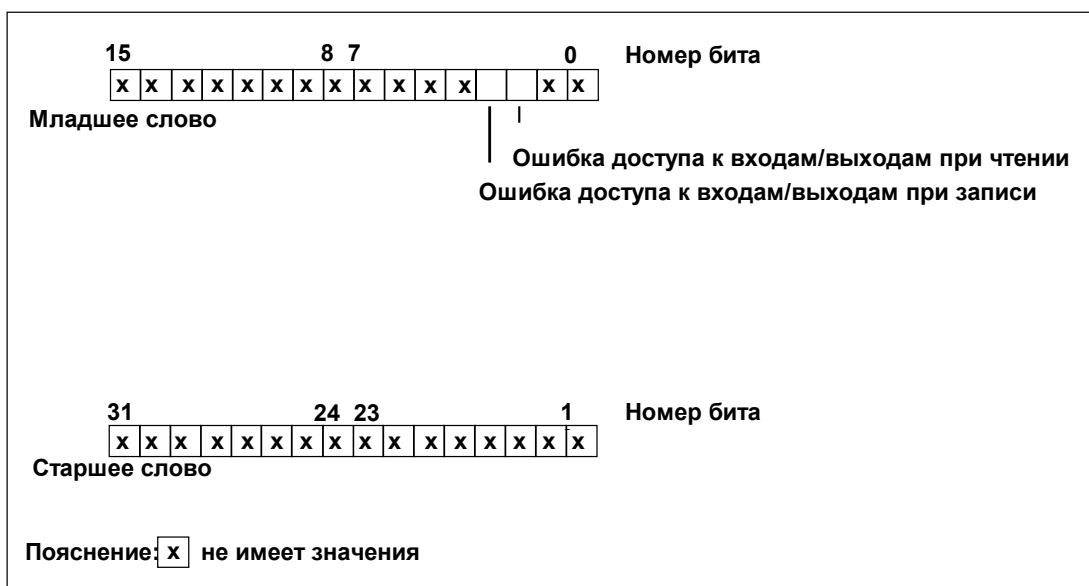 15 8 7 0 Номер бита
x x x x x x x x x x x x x x
Младшее слово
Ошибка доступа к входам/выходам при чтении
Ошибка доступа к входам/выходам при записи
31 24 23 1 Номер бита
x x x x x x x x x x x x x x x x
Старшее слово
Пояснение: x не имеет значения